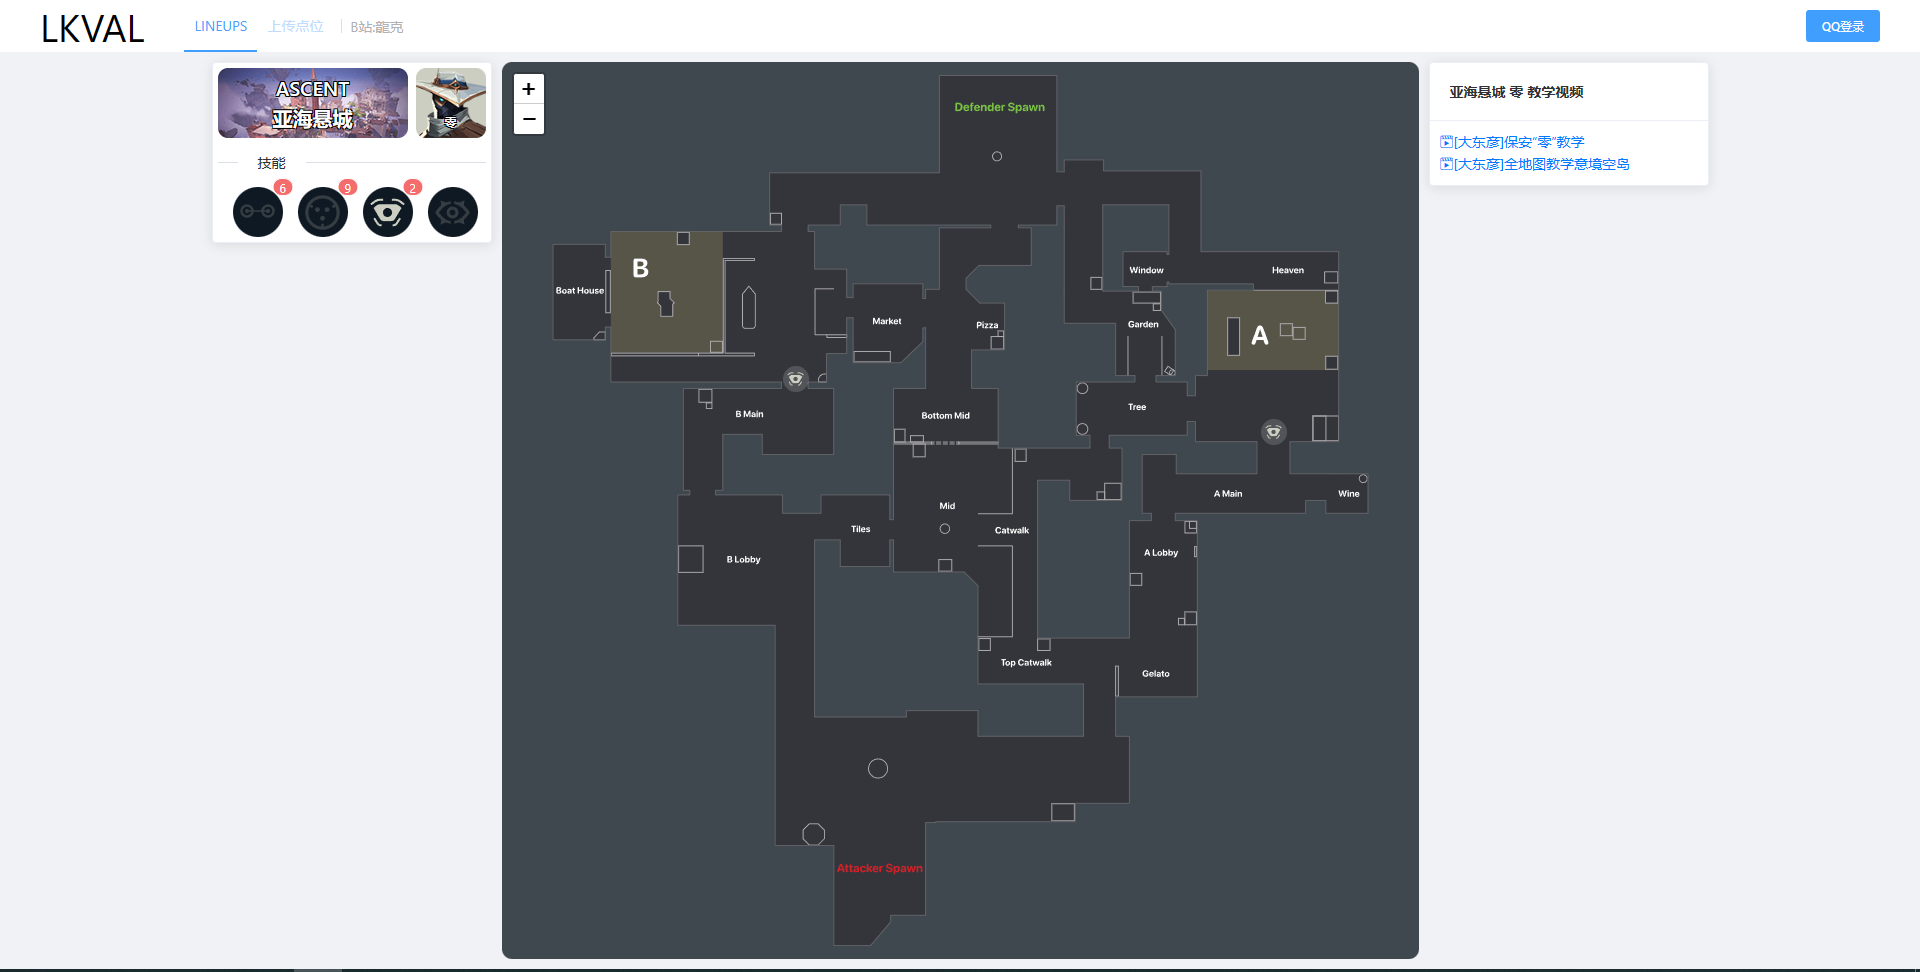 LKVAL
LINEUPS
上传点位
B站:龍克
QQ登录
ASCENT
亚海悬城
零
技能
6
9
2
+
−
Defender Spawn
B
Boat House
Market
Pizza
Window
Heaven
Garden
A
B Main
Bottom Mid
Tree
A Main
Wine
Mid
Catwalk
Tiles
B Lobby
A Lobby
Top Catwalk
Gelato
Attacker Spawn
亚海悬城 零 教学视频
[大东彦]保安“零”教学
[大东彦]全地图教学意境空岛